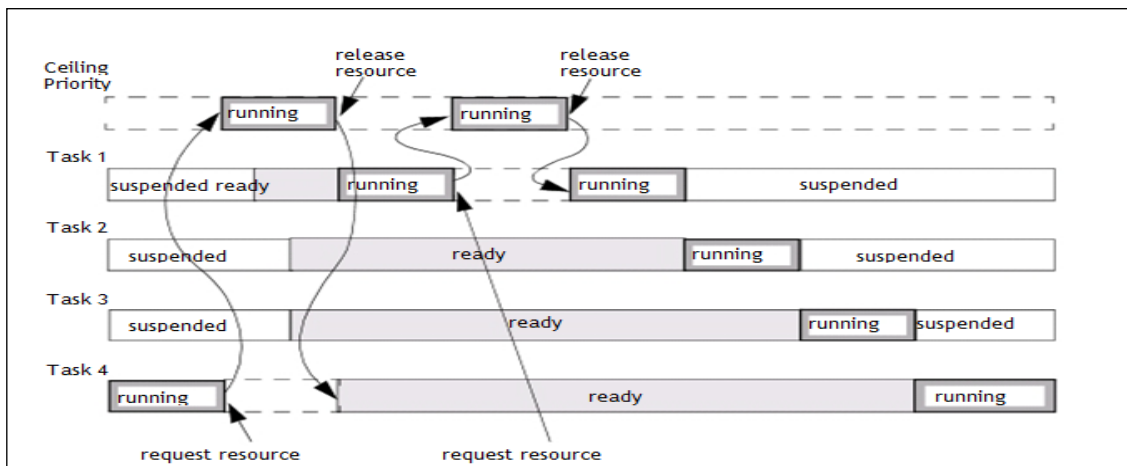 release
resource
release
resource
Ceiling
Priority
running
running
Task 1
suspended ready
running
running
suspended
Task 2
suspended
ready
running
suspended
Task 3
suspended
ready
running
suspended
Task 4
running
ready
running
request resource
request resource